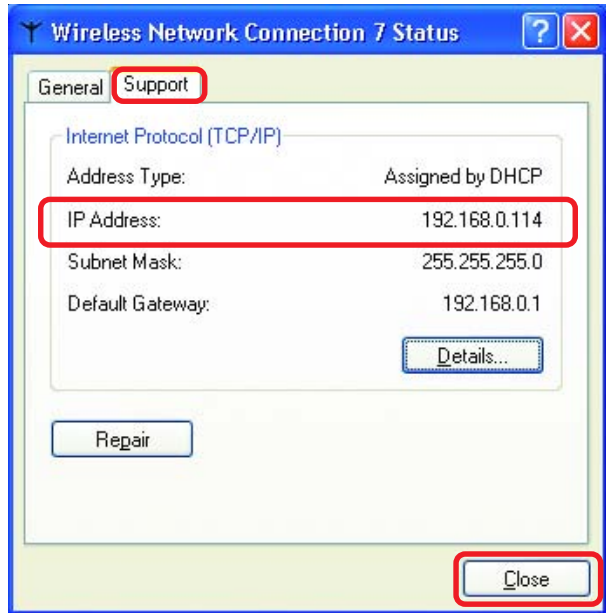 Wireless Network Connection 7 Status
General Support
Internet Protocol (TCP/IP)
Address Type: Assigned by DHCP
IP Address: 192.168.0.114
Subnet Mask: 255.255.255.0
Default Gateway: 192.168.0.1
Details...
Repair
Close